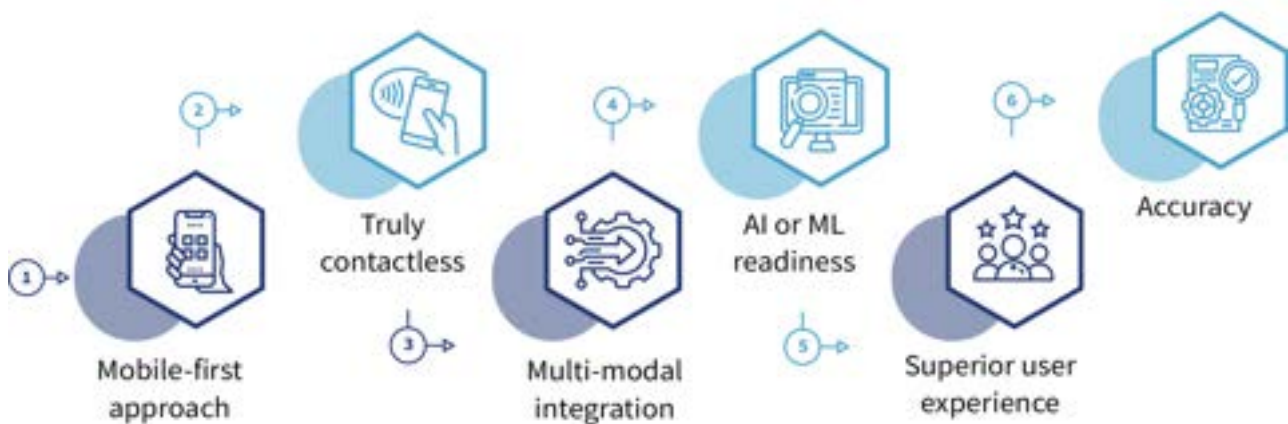 1
Mobile-first
approach
2
Truly
contactless
3
Multi-modal
integration
4
AI or ML
readiness
5
Superior user
experience
6
Accuracy